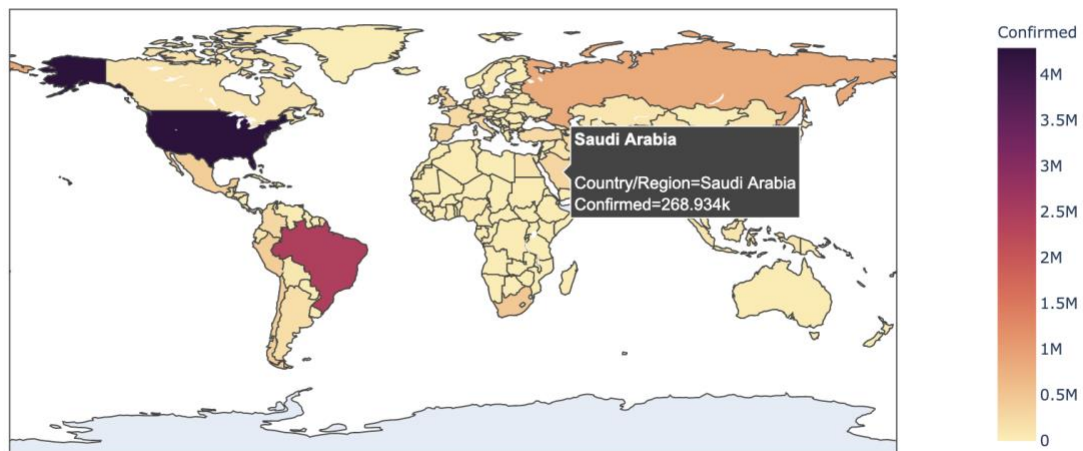 Confirmed
4M
3.5M
3M
2.5M
2M
1.5M
1M
0.5M
0
Saudi Arabia
Country/Region=Saudi Arabia
Confirmed=268.934k